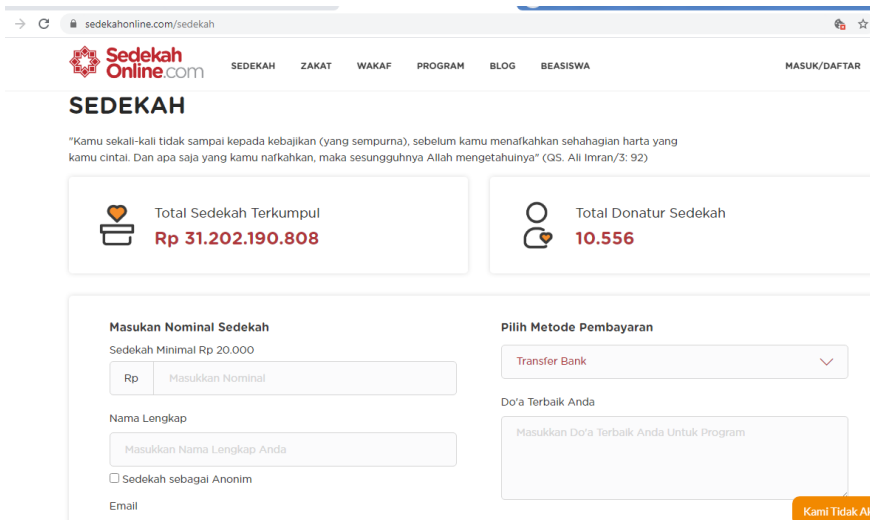 sedekahonline.com/sedekah
Sedekah
Online.com
SEDEKAH ZAKAT WAKAF PROGRAM BLOG BEASISWA MASUK/DAFTAR
SEDEKAH
"Kamu sekali-kali tidak sampai kepada kebajikan (yang sempurna), sebelum kamu menafkahkan sehahagian harta yang
kamu cintai. Dan apa saja yang kamu nafkahkan, maka sesungguhnya Allah mengetahuinya" (QS. Ali Imran/3: 92)
Total Sedekah Terkumpul
Rp 31.202.190.808
Total Donatur Sedekah
10.556
Masukan Nominal Sedekah
Sedekah Minimal Rp 20.000
Rp Masukkan Nominal
Nama Lengkap
Masukkan Nama Lengkap Anda
Sedekah sebagai Anonim
Email
Pilih Metode Pembayaran
Transfer Bank
Do'a Terbaik Anda
Masukkan Do'a Terbaik Anda Untuk Program
Kami Tidak Ak